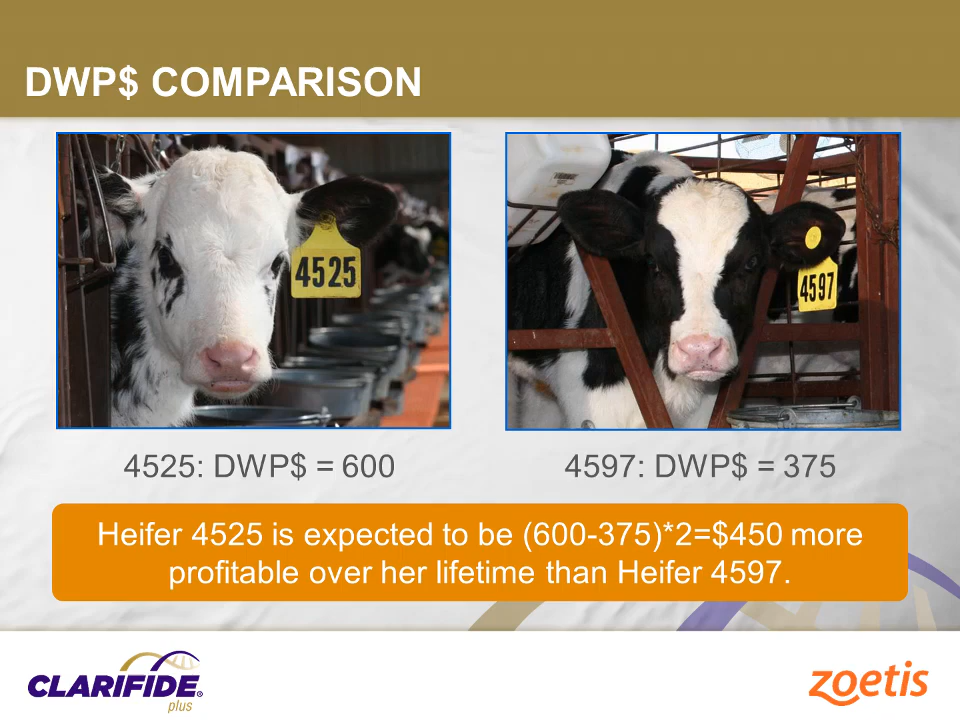 DWP$ COMPARISON
4525
4597
4525: DWP$ = 600
4597: DWP$ = 375
Heifer 4525 is expected to be (600-375)*2=$450 more
profitable over her lifetime than Heifer 4597.
CLARIFIDE®
plus
zoetis